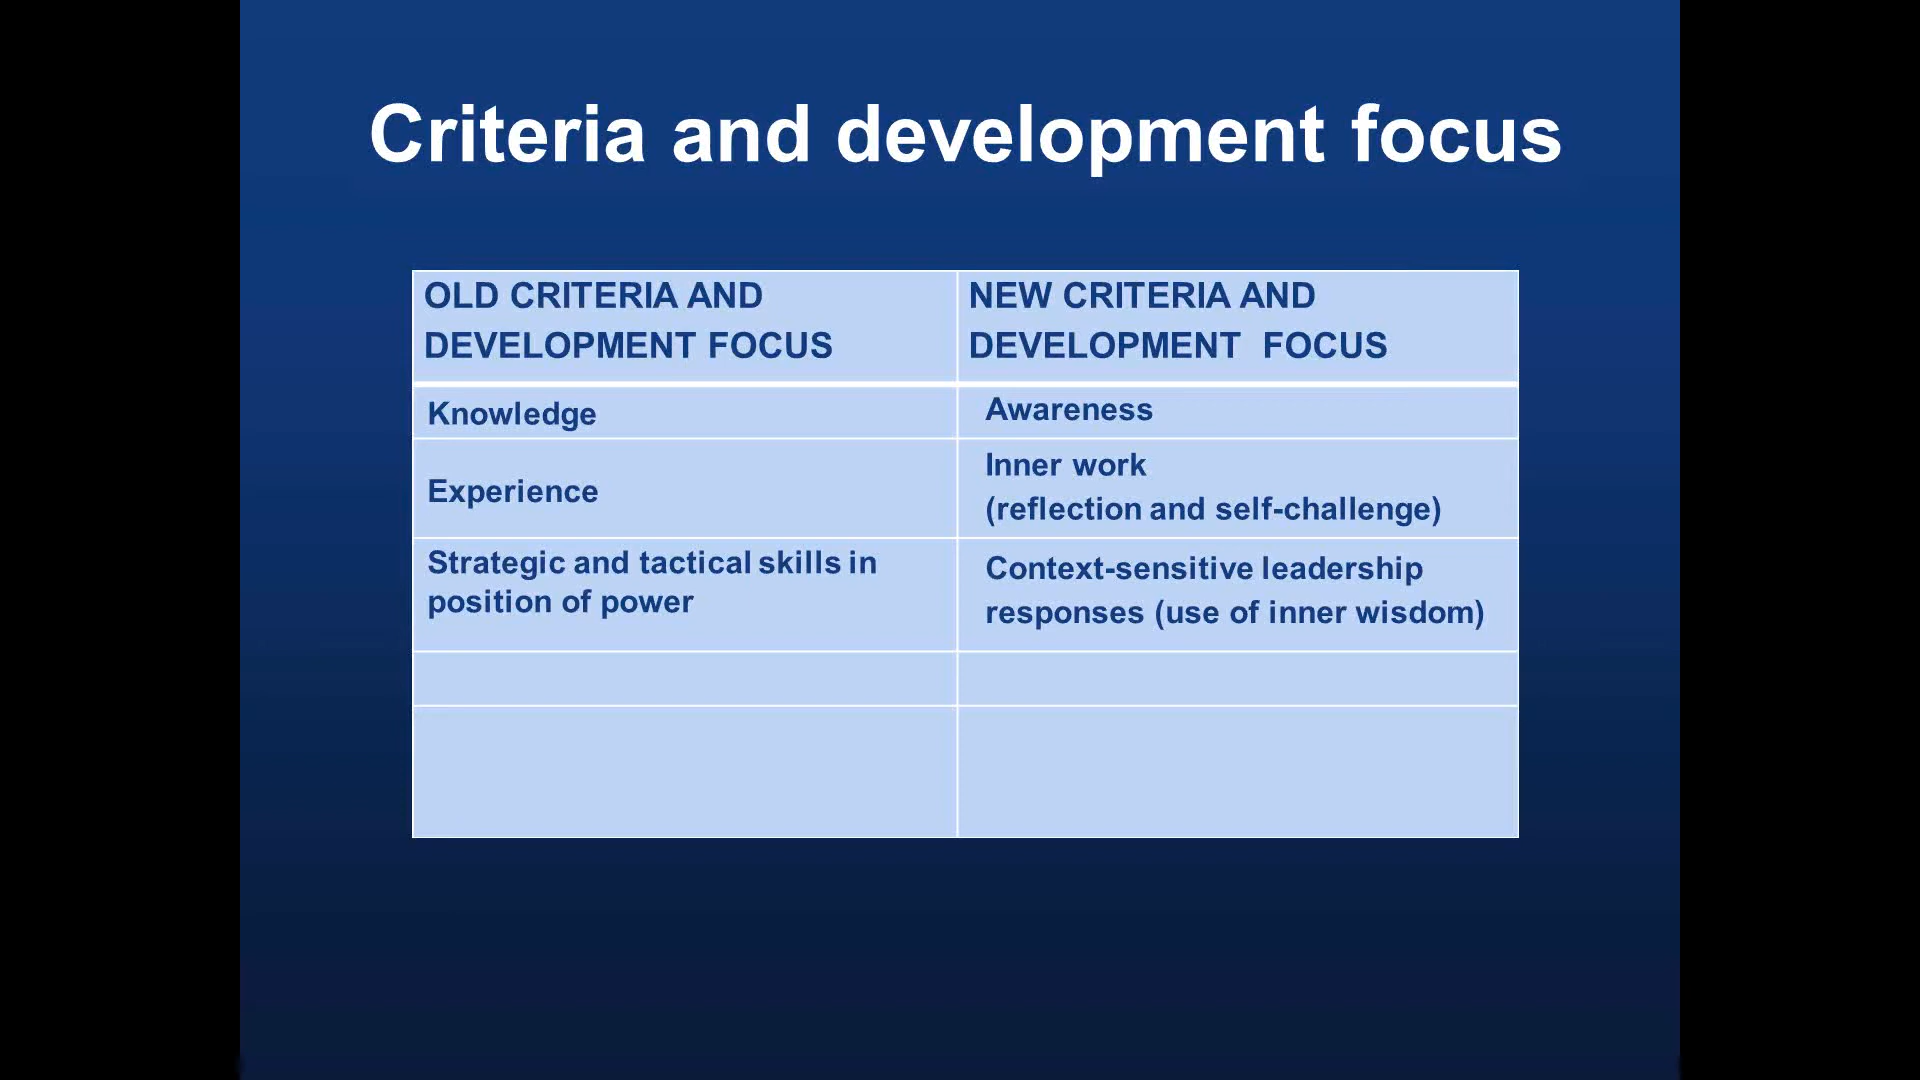 Criteria and development focus
OLD CRITERIA AND
DEVELOPMENT FOCUS
NEW CRITERIA AND
DEVELOPMENT  FOCUS
Knowledge
Awareness
Experience
Inner work
(reflection and self-challenge)
Strategic and tactical skills in
position of power
Context-sensitive leadership
responses (use of inner wisdom)